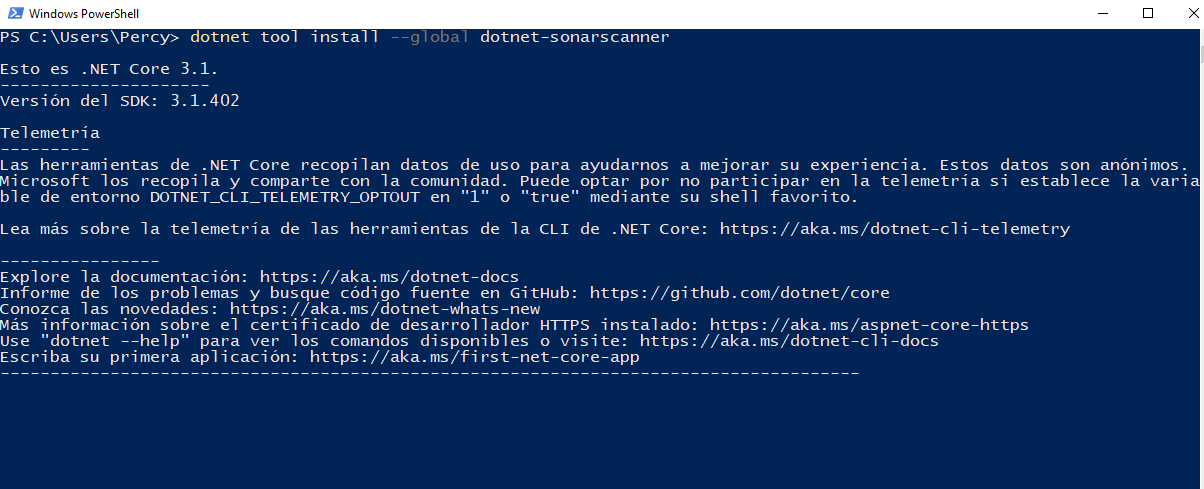 Windows PowerShell
PS C:\Users\Percy> dotnet tool install --global dotnet-sonarscanner
Esto es .NET Core 3.1.
---------------------
Versión del SDK: 3.1.402
Telemetría
---------
Las herramientas de .NET Core recopilan datos de uso para ayudarnos a mejorar su experiencia. Estos datos son anónimos.
Microsoft los recopila y comparte con la comunidad. Puede optar por no participar en la telemetría si establece la varia
ble de entorno DOTNET_CLI_TELEMETRY_OPTOUT en "1" o "true" mediante su shell favorito.
Lea más sobre la telemetría de las herramientas de la CLI de .NET Core: https://aka.ms/dotnet-cli-telemetry
----------------
Explore la documentación: https://aka.ms/dotnet-docs
Informe de los problemas y busque código fuente en GitHub: https://github.com/dotnet/core
Conozca las novedades: https://aka.ms/dotnet-whats-new
Más información sobre el certificado de desarrollador HTTPS instalado: https://aka.ms/aspnet-core-https
Use "dotnet --help" para ver los comandos disponibles o visite: https://aka.ms/dotnet-cli-docs
Escriba su primera aplicación: https://aka.ms/first-net-core-app
--------------------------------------------------------------------------------------